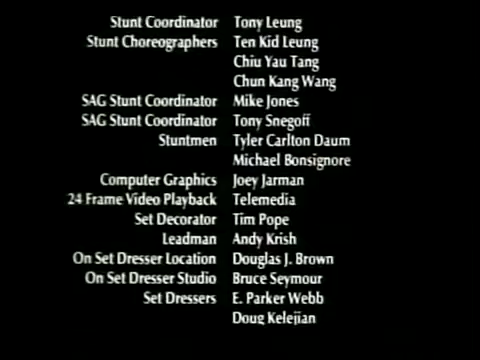 Stunt Coordinator Tony Leung
Stunt Choreographers Ten Kid Leung
Chiu Yau Tang
Chun Kang Wang
SAG Stunt Coordinator Mike Jones
SAG Stunt Coordinator Tony Snegoff
Stuntmen Tyler Carlton Daum
Michael Bonsignore
Computer Graphics Joey Jarman
24 Frame Video Playback Telemedia
Set Decorator Tim Pope
Leadman Andy Krish
On Set Dresser Location Douglas J. Brown
On Set Dresser Studio Bruce Seymour
Set Dressers E. Parker Webb
Doug Kelejian